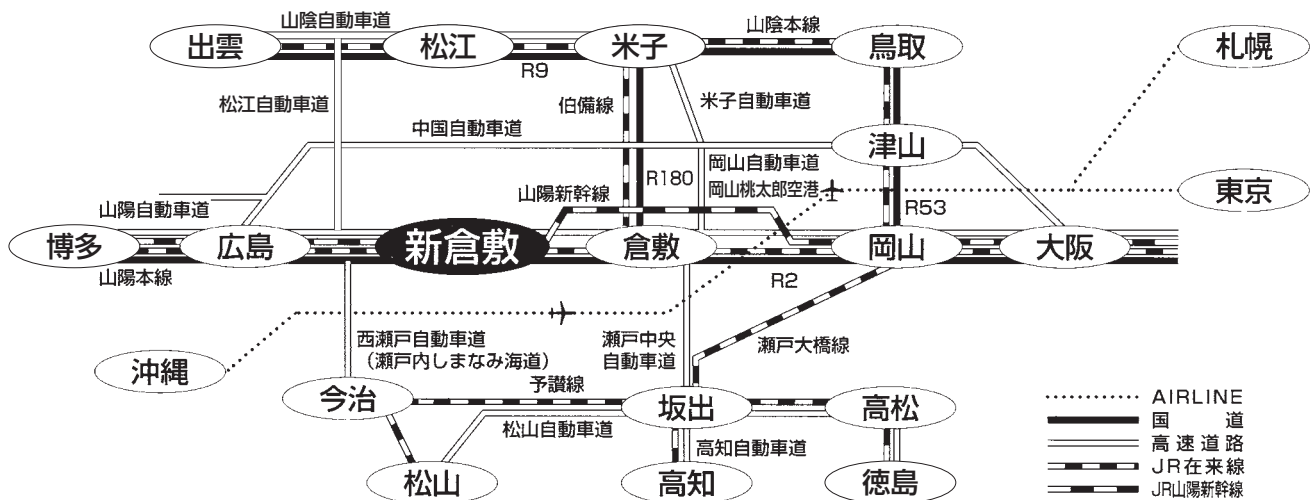 山陰自動車道
山陰本線
出雲
松江
米子
鳥取
札幌
R9
松江自動車道
伯備線
米子自動車道
中国自動車道
津山
岡山自動車道
山陽新幹線
R180
岡山桃太郎空港
東京
山陽自動車道
R53
博多
広島
新倉敷
倉敷
岡山
大阪
山陽本線
R2
西瀬戸自動車道
(瀬戸内しまなみ海道)
瀬戸中央
自動車道
瀬戸大橋線
沖縄
予讃線
今治
坂出
高松
松山自動車道
高知自動車道
松山
高知
徳島
AIRLINE
国 道
高速道路
JR在来線
JR山陽新幹線